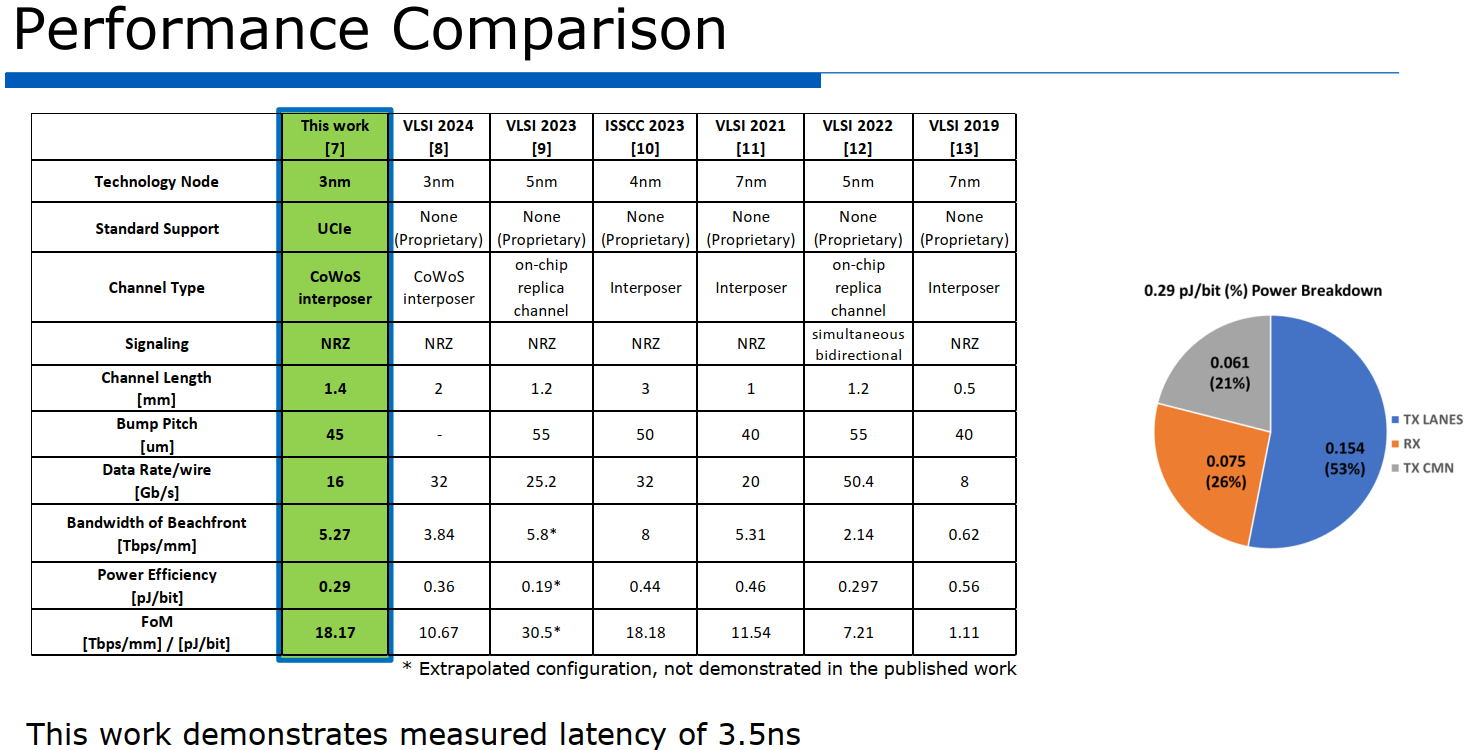 Performance Comparison
This work [7] VLSI 2024 [8] VLSI 2023 [9] ISSCC 2023 [10] VLSI 2021 [11] VLSI 2022 [12] VLSI 2019 [13]
Technology Node 3nm 3nm 5nm 4nm 7nm 5nm 7nm
Standard Support UCIe None (Proprietary) None (Proprietary) None (Proprietary) None (Proprietary) None (Proprietary) None (Proprietary)
Channel Type CoWoS interposer CoWoS interposer on-chip replica channel Interposer Interposer on-chip replica channel Interposer
Signaling NRZ NRZ NRZ NRZ NRZ simultaneous bidirectional NRZ
Channel Length [mm] 1.4 2 1.2 3 1 1.2 0.5
Bump Pitch [um] 45 - 55 50 40 55 40
Data Rate/wire [Gb/s] 16 32 25.2 32 20 50.4 8
Bandwidth of Beachfront [Tbps/mm] 5.27 3.84 5.8* 8 5.31 2.14 0.62
Power Efficiency [pJ/bit] 0.29 0.36 0.19* 0.44 0.46 0.297 0.56
FoM [Tbps/mm] / [pJ/bit] 18.17 10.67 30.5* 18.18 11.54 7.21 1.11
* Extrapolated configuration, not demonstrated in the published work
0.29 pJ/bit (%) Power Breakdown
0.061
(21%)
0.075
(26%)
0.154
(53%)
TX LANES
RX
TX CMN
This work demonstrates measured latency of 3.5ns